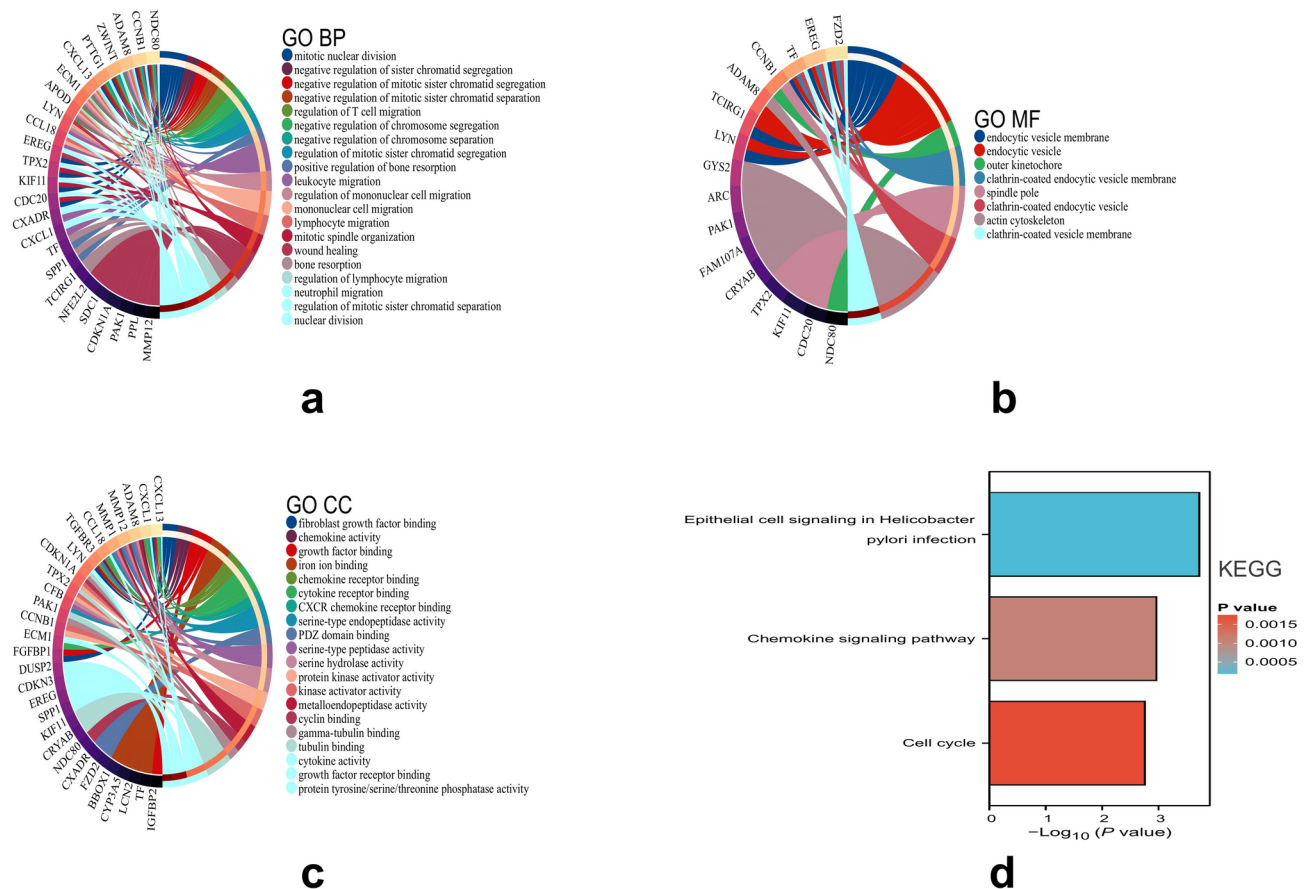 NDC80
CCNB1
ADAM8
ZWINT
PTTG1
CXCL13
ECM1
APOD
LYN
CCL18
EREG
TPX2
KIF11
CDC20
CXADR
CXCL1
TF
SPP1
TCIRG1
NFE2L2
SDC1
CDKN1A
PAK1
PPL
MMP12
GO BP
mitotic nuclear division
negative regulation of sister chromatid segregation
negative regulation of mitotic sister chromatid segregation
negative regulation of mitotic sister chromatid separation
regulation of T cell migration
negative regulation of chromosome segregation
negative regulation of chromosome separation
regulation of mitotic sister chromatid segregation
positive regulation of bone resorption
leukocyte migration
regulation of mononuclear cell migration
mononuclear cell migration
lymphocyte migration
mitotic spindle organization
wound healing
bone resorption
regulation of lymphocyte migration
neutrophil migration
regulation of mitotic sister chromatid separation
nuclear division
a
FZD2
EREG
TF
CCNB1
ADAM8
TCIRG1
LYN
GYS2
ARC
PAK1
FAM107A
CRYAB
TPX2
KIF11
CDC20
NDC80
GO MF
endocytic vesicle membrane
endocytic vesicle
outer kinetochore
clathrin-coated endocytic vesicle membrane
spindle pole
clathrin-coated endocytic vesicle
actin cytoskeleton
clathrin-coated vesicle membrane
b
CXCL13
CXCL1
ADAM8
MMP12
MMP1
CCL18
TGFBR3
LYN
CDKN1A
TPX2
CFB
PAK1
CCNB1
ECM1
FGFBP1
DUSP2
CDKN3
EREG
SPP1
KIF11
CRYAB
NDC80
CXADR
FZD2
BBOX1
CYP3A5
LCN2
TF
IGFBP2
GO CC
fibroblast growth factor binding
chemokine activity
growth factor binding
iron ion binding
chemokine receptor binding
cytokine receptor binding
CXCR chemokine receptor binding
serine-type endopeptidase activity
PDZ domain binding
serine-type peptidase activity
serine hydrolase activity
protein kinase activator activity
kinase activator activity
metalloendopeptidase activity
cyclin binding
gamma-tubulin binding
tubulin binding
cytokine activity
growth factor receptor binding
protein tyrosine/serine/threonine phosphatase activity
c
Epithelial cell signaling in Helicobacter
pylori infection
Chemokine signaling pathway
Cell cycle
0 1 2 3
−Log10 (P value)
KEGG
P value
0.0015
0.0010
0.0005
d